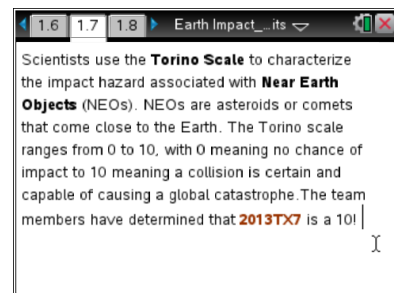 1.6 1.7 1.8 Earth Impact_...its
Scientists use the Torino Scale to characterize
the impact hazard associated with Near Earth
Objects (NEOs). NEOs are asteroids or comets
that come close to the Earth. The Torino scale
ranges from 0 to 10, with 0 meaning no chance of
impact to 10 meaning a collision is certain and
capable of causing a global catastrophe.The team
members have determined that 2013TX7 is a 10!